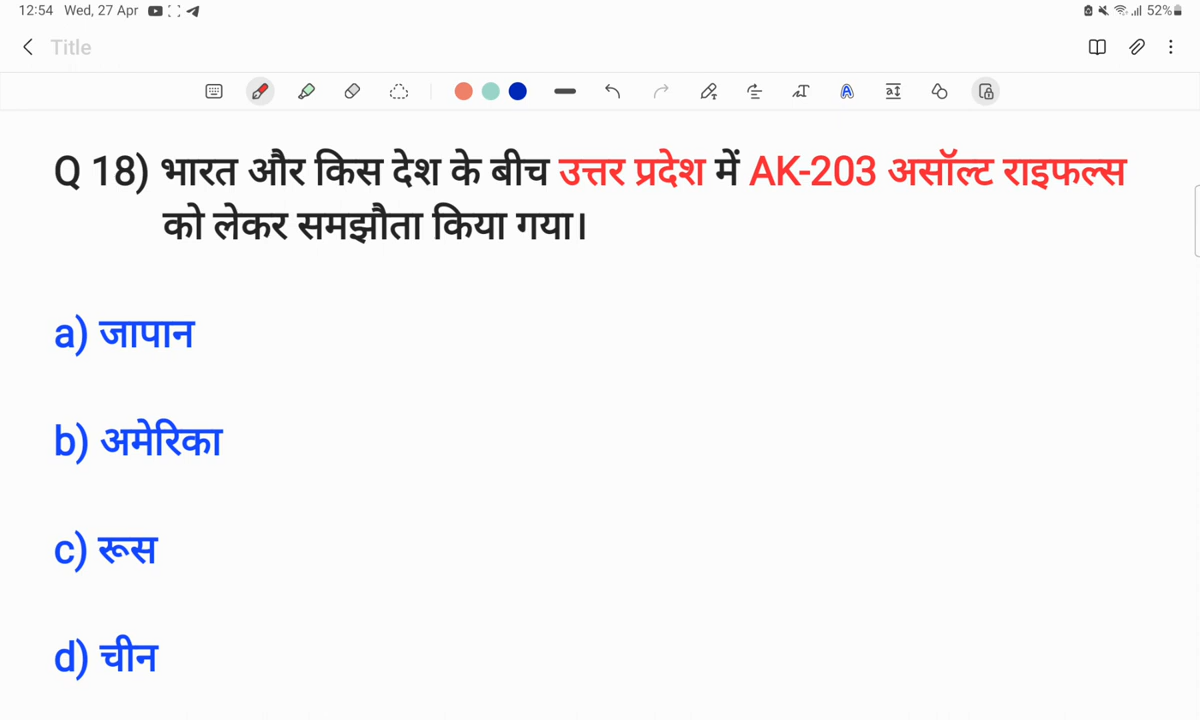 12:54 Wed, 27 Apr 52%
Title
Q 18) भारत और किस देश के बीच उत्तर प्रदेश में AK-203 असॉल्ट राइफल्स
को लेकर समझौता किया गया।
a) जापान
b) अमेरिका
c) रूस
d) चीन